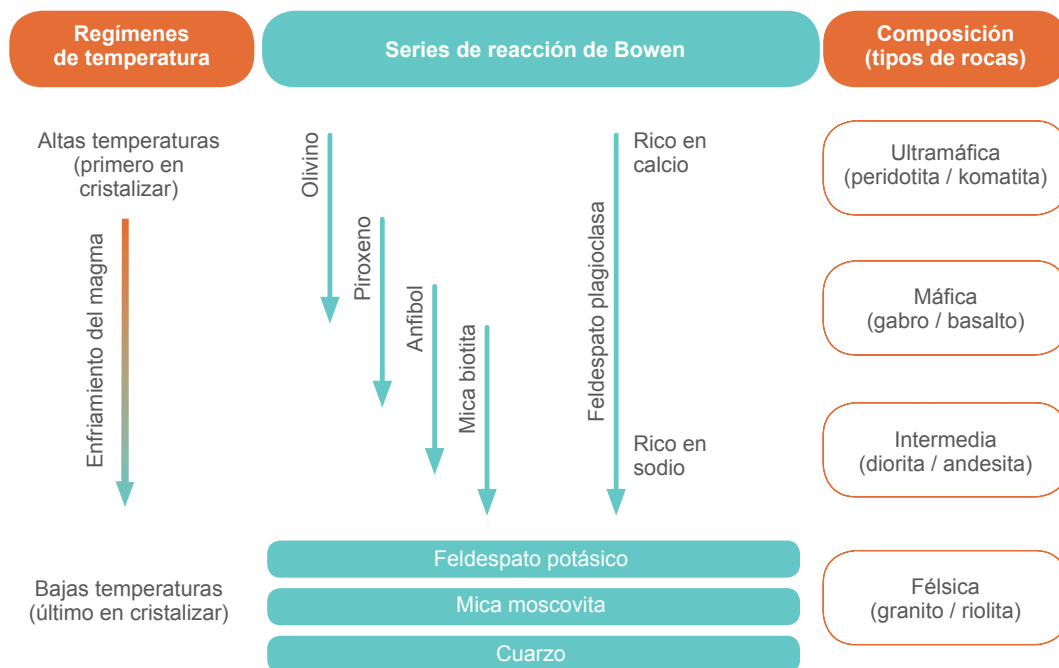 Regímenes
de temperatura
Series de reacción de Bowen
Composición
(tipos de rocas)
Altas temperaturas
(primero en
cristalizar)
Enfriamiento del magma
Bajas temperaturas
(último en cristalizar)
Olivino
Piroxeno
Anfibol
Mica biotita
Feldespato plagioclasa
Rico en
calcio
Rico en
sodio
Feldespato potásico
Mica moscovita
Cuarzo
Ultramáfica
(peridotita / komatita)
Máfica
(gabro / basalto)
Intermedia
(diorita / andesita)
Félsica
(granito / riolita)